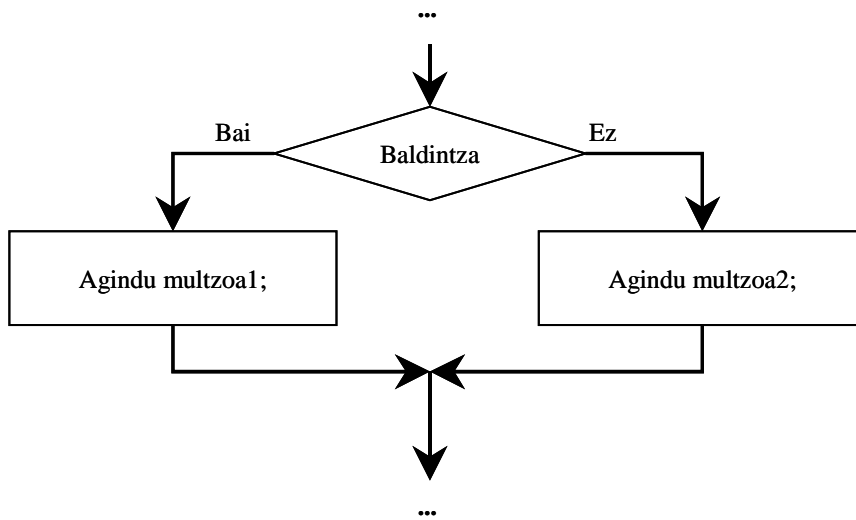 ...
Bai
Ez
Baldintza
Agindu multzoa1;
Agindu multzoa2;
...